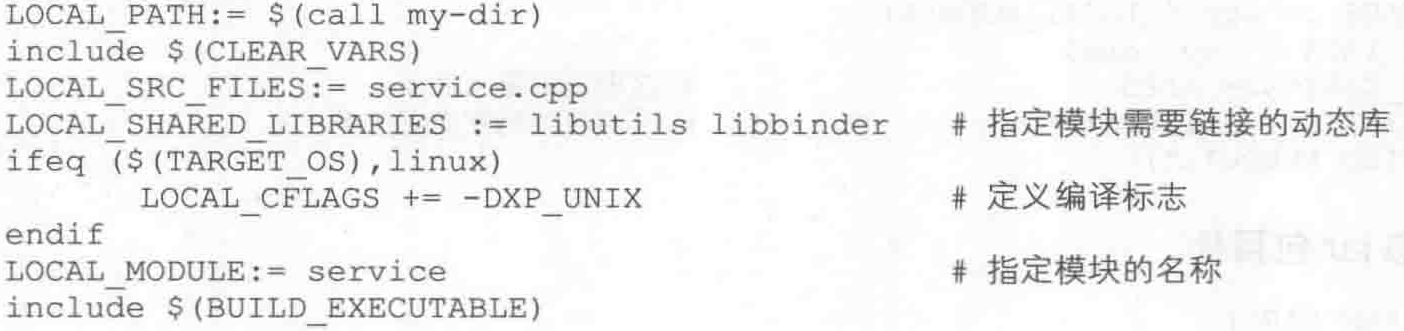 LOCAL_PATH:= $(call my-dir)
include $(CLEAR_VARS)
LOCAL_SRC_FILES:= service.cpp
LOCAL_SHARED_LIBRARIES := libutils libbinder # 指定模块需要链接的动态库
ifeq ($(TARGET_OS),linux)
LOCAL_CFLAGS += -DXP_UNIX # 定义编译标志
endif
LOCAL_MODULE:= service # 指定模块的名称
include $(BUILD_EXECUTABLE)